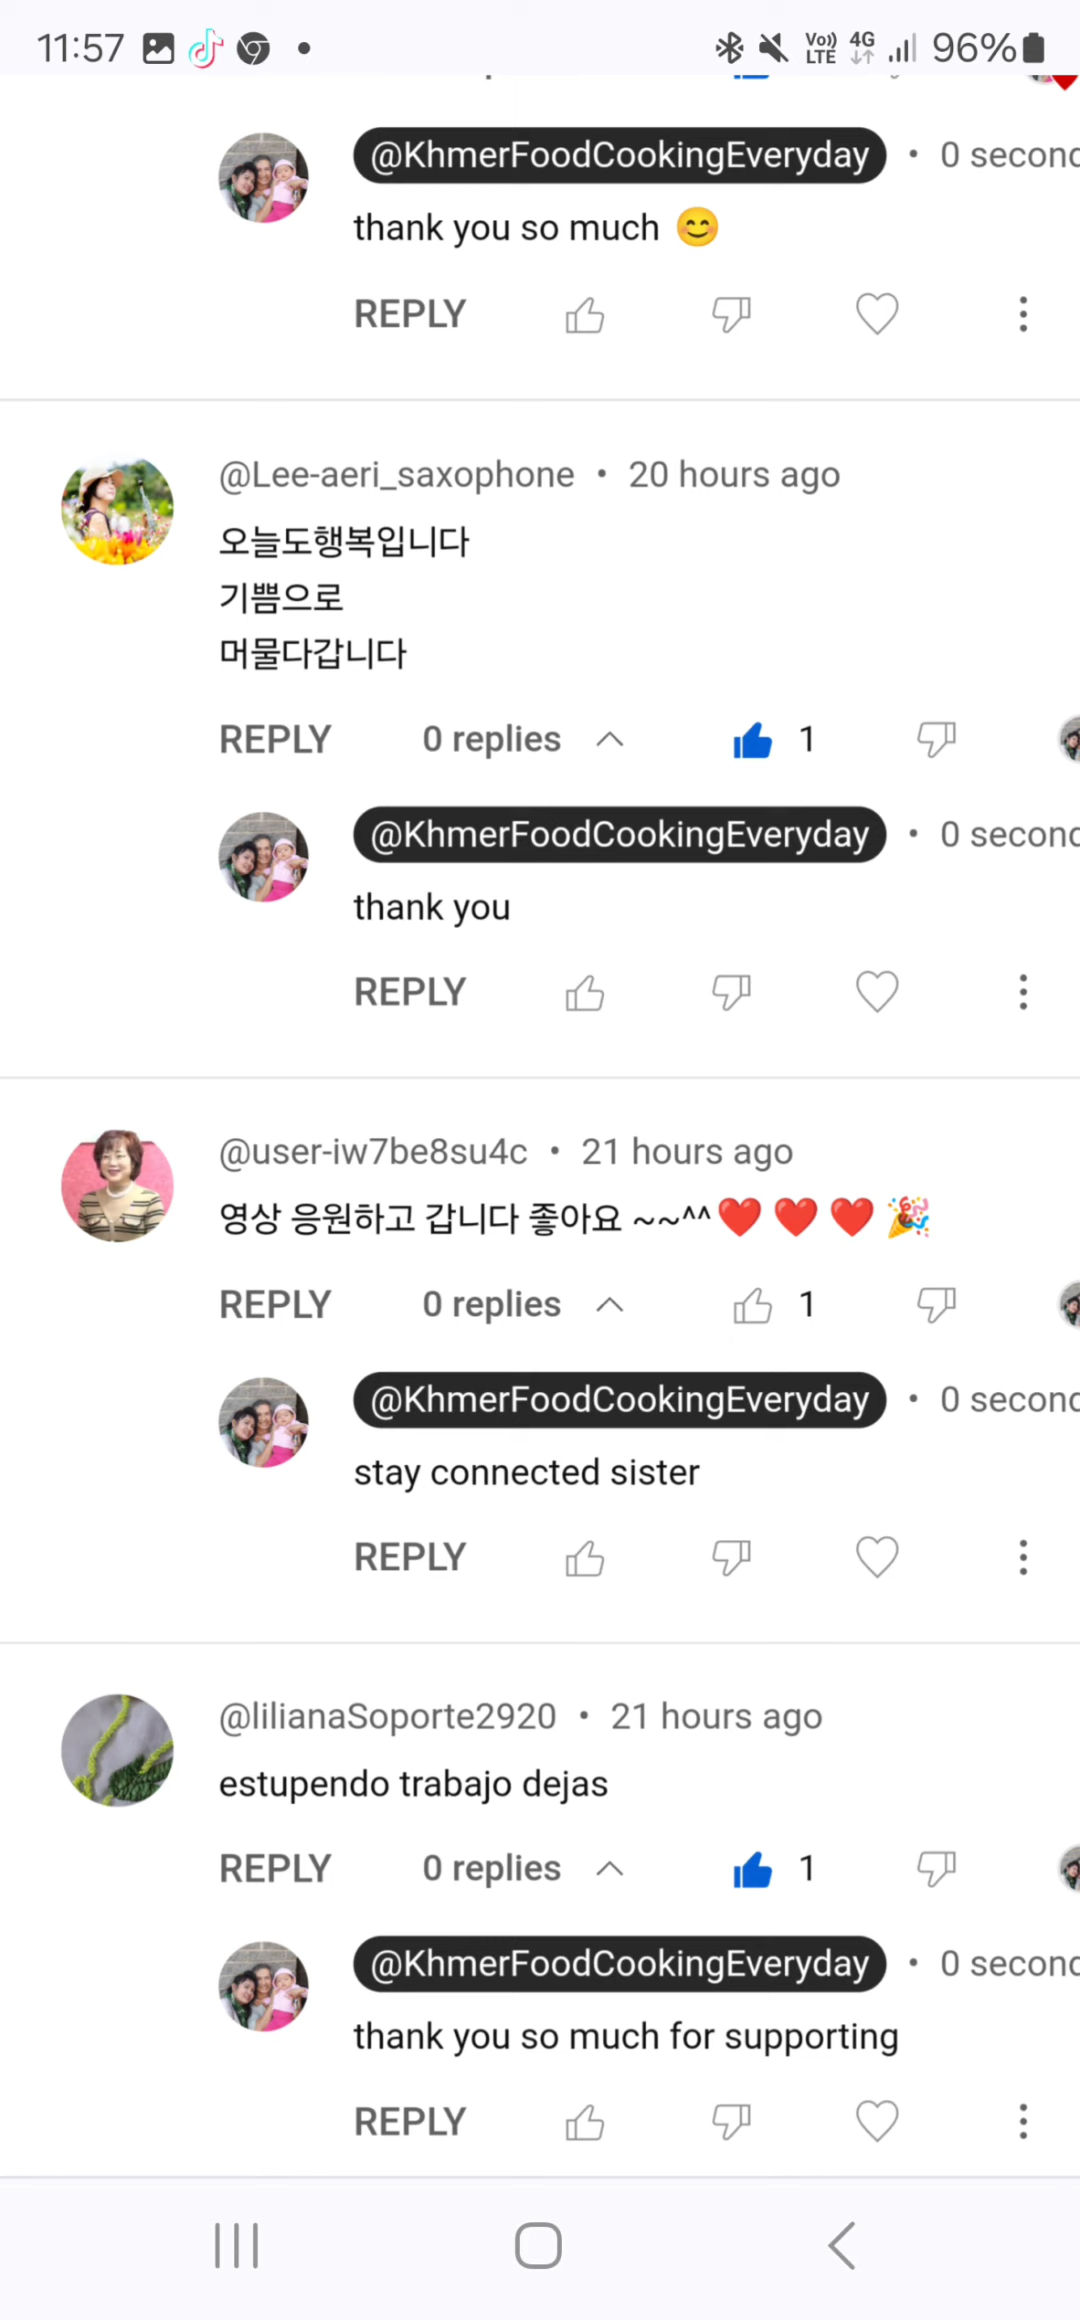 11:57 Vo)) LTE 4G 96%
@KhmerFoodCookingEveryday • 0
thank you so much 😊
REPLY
@Lee-aeri_saxophone • 20 hours ago
오늘도행복입니다
기쁨으로
머물다갑니다
REPLY 0 replies 1
@KhmerFoodCookingEveryday • 0
thank you
REPLY
@user-iw7be8su4c • 21 hours ago
영상 응원하고 갑니다 좋아요 ~~^^❤️❤️❤️🎉
REPLY 0 replies 1
@KhmerFoodCookingEveryday • 0
stay connected sister
REPLY
@lilianaSoporte2920 • 21 hours ago
estupendo trabajo dejas
REPLY 0 replies 1
@KhmerFoodCookingEveryday • 0
thank you so much for supporting
REPLY